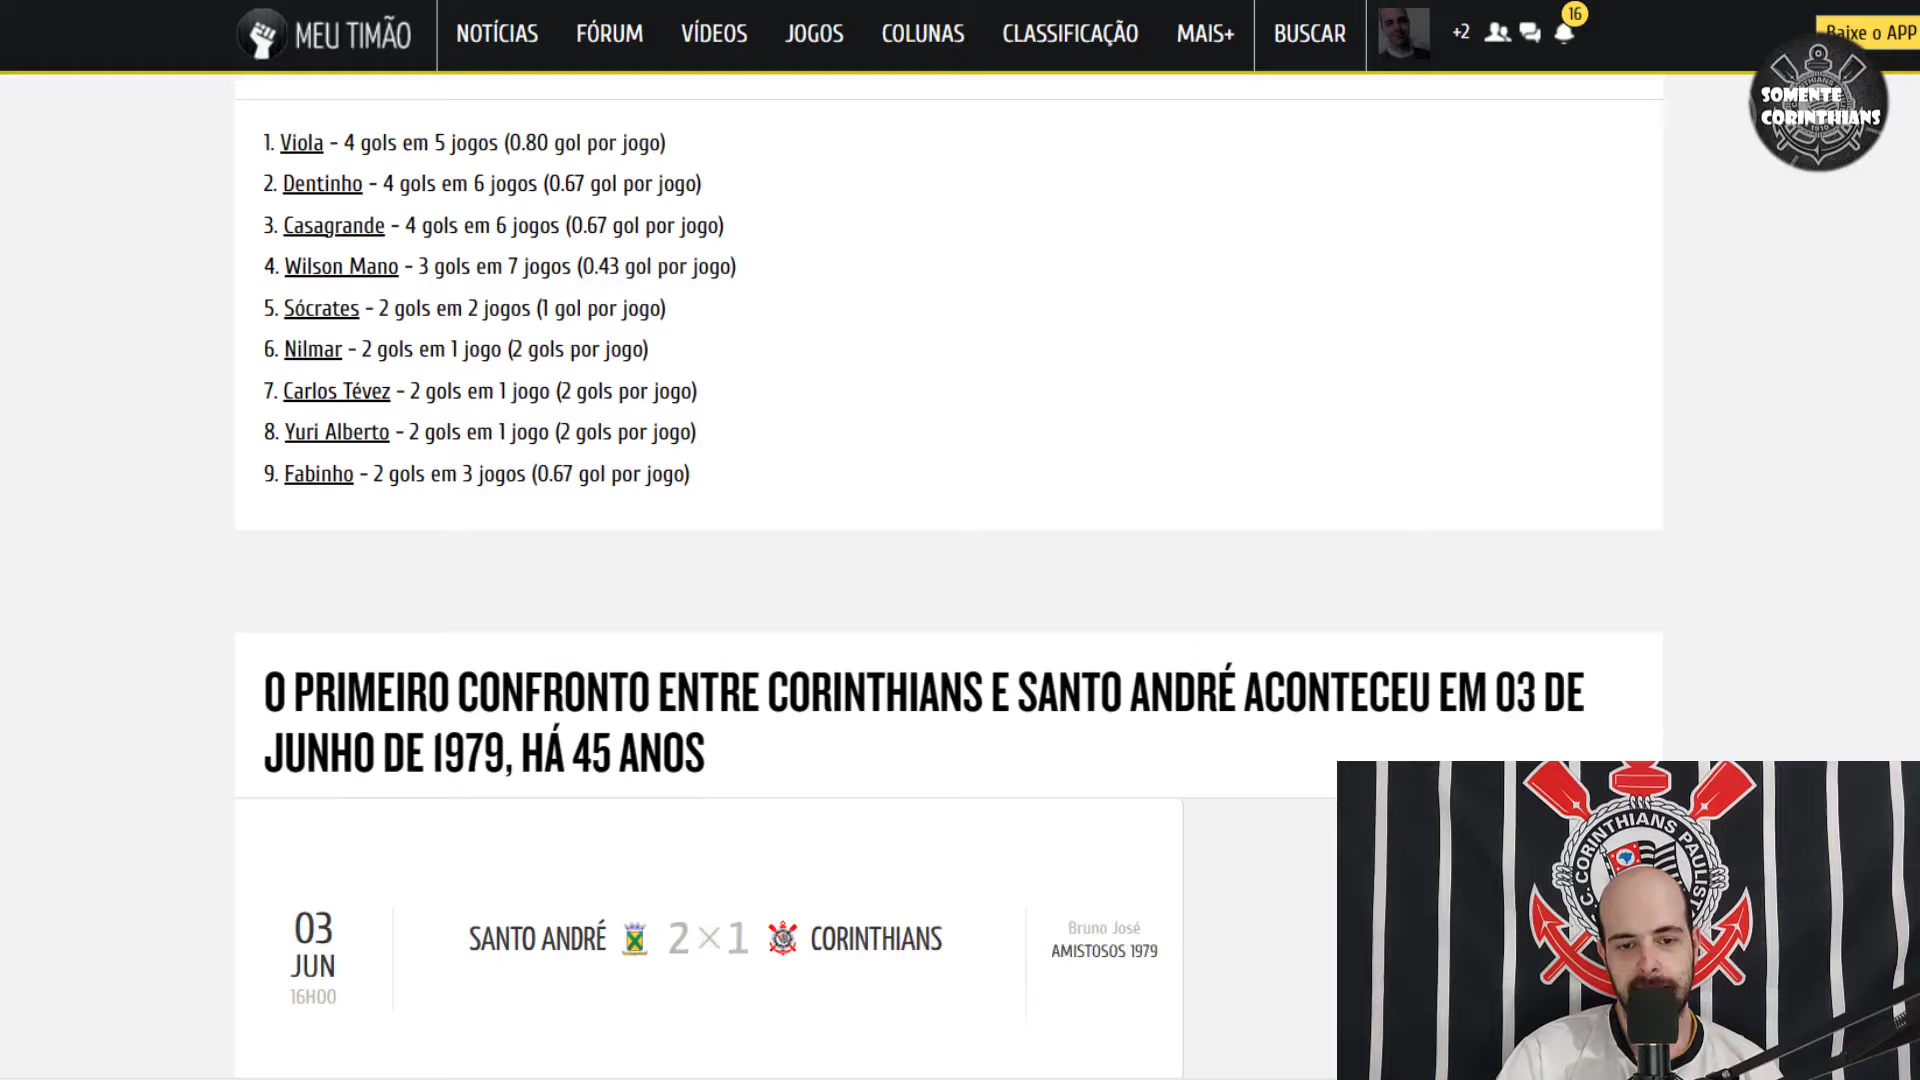 MEU TIMÃO
NOTÍCIAS FÓRUM VÍDEOS JOGOS COLUNAS CLASSIFICAÇÃO MAIS+ BUSCAR +2 16 Baixe o APP
SOMENTE
CORINTHIANS
1910
1. Viola - 4 gols em 5 jogos (0.80 gol por jogo)
2. Dentinho - 4 gols em 6 jogos (0.67 gol por jogo)
3. Casagrande - 4 gols em 6 jogos (0.67 gol por jogo)
4. Wilson Mano - 3 gols em 7 jogos (0.43 gol por jogo)
5. Sócrates - 2 gols em 2 jogos (1 gol por jogo)
6. Nilmar - 2 gols em 1 jogo (2 gols por jogo)
7. Carlos Tévez - 2 gols em 1 jogo (2 gols por jogo)
8. Yuri Alberto - 2 gols em 1 jogo (2 gols por jogo)
9. Fabinho - 2 gols em 3 jogos (0.67 gol por jogo)
O PRIMEIRO CONFRONTO ENTRE CORINTHIANS E SANTO ANDRÉ ACONTECEU EM 03 DE
JUNHO DE 1979, HÁ 45 ANOS
03
JUN
16H00
SANTO ANDRÉ 2×1 CORINTHIANS
Bruno José
AMISTOSOS 1979
S. C. CORINTHIANS PAULISTA